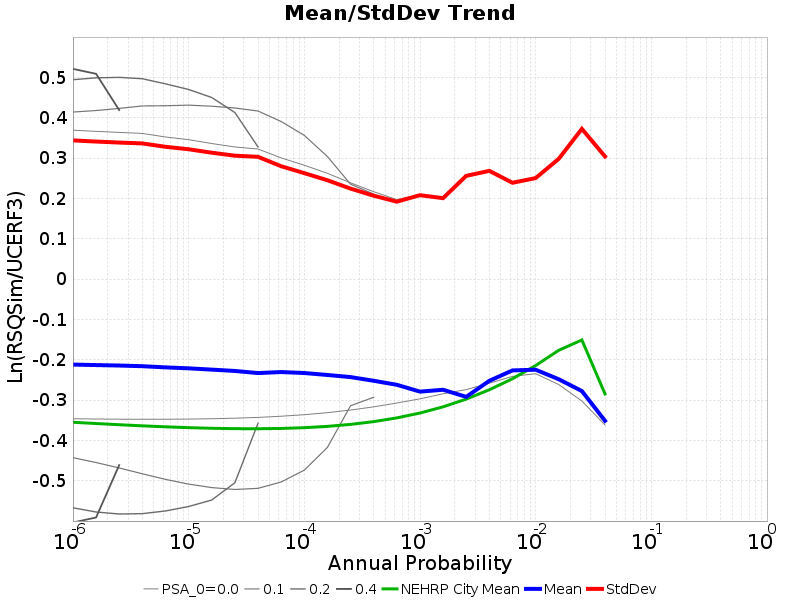 Mean/StdDev Trend
Ln(RSQSim/UCERF3)
0.5
0.4
0.3
0.2
0.1
0
-0.1
-0.2
-0.3
-0.4
-0.5
10^-6 10^-5 10^-4 10^-3 10^-2 10^-1 10^0
Annual Probability
PSA_0=0.0 0.1 0.2 0.4 NEHRP City Mean Mean StdDev